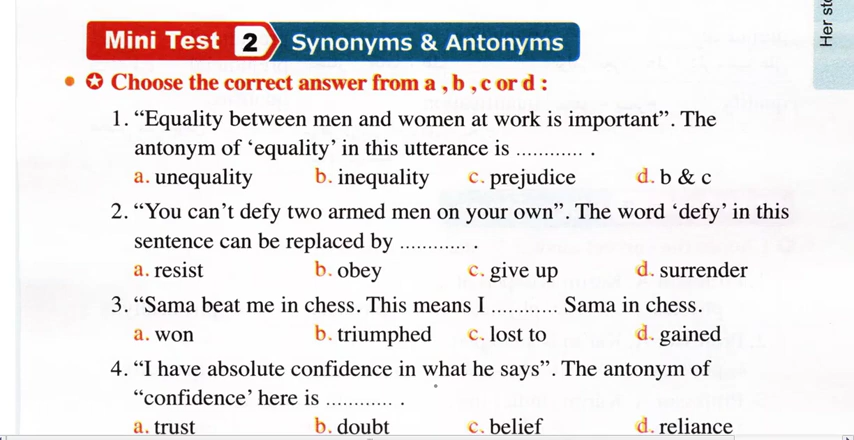 Her
Mini Test 2 Synonyms & Antonyms
Choose the correct answer from a , b , c or d :
1. “Equality between men and women at work is important”. The
antonym of ‘equality’ in this utterance is ............ .
a. unequality b. inequality c. prejudice d. b & c
2. “You can’t defy two armed men on your own”. The word ‘defy’ in this
sentence can be replaced by ............ .
a. resist b. obey c. give up d. surrender
3. “Sama beat me in chess. This means I ............ Sama in chess.
a. won b. triumphed c. lost to d. gained
4. “I have absolute confidence in what he says”. The antonym of
“confidence’ here is ............ .
a. trust b. doubt c. belief d. reliance